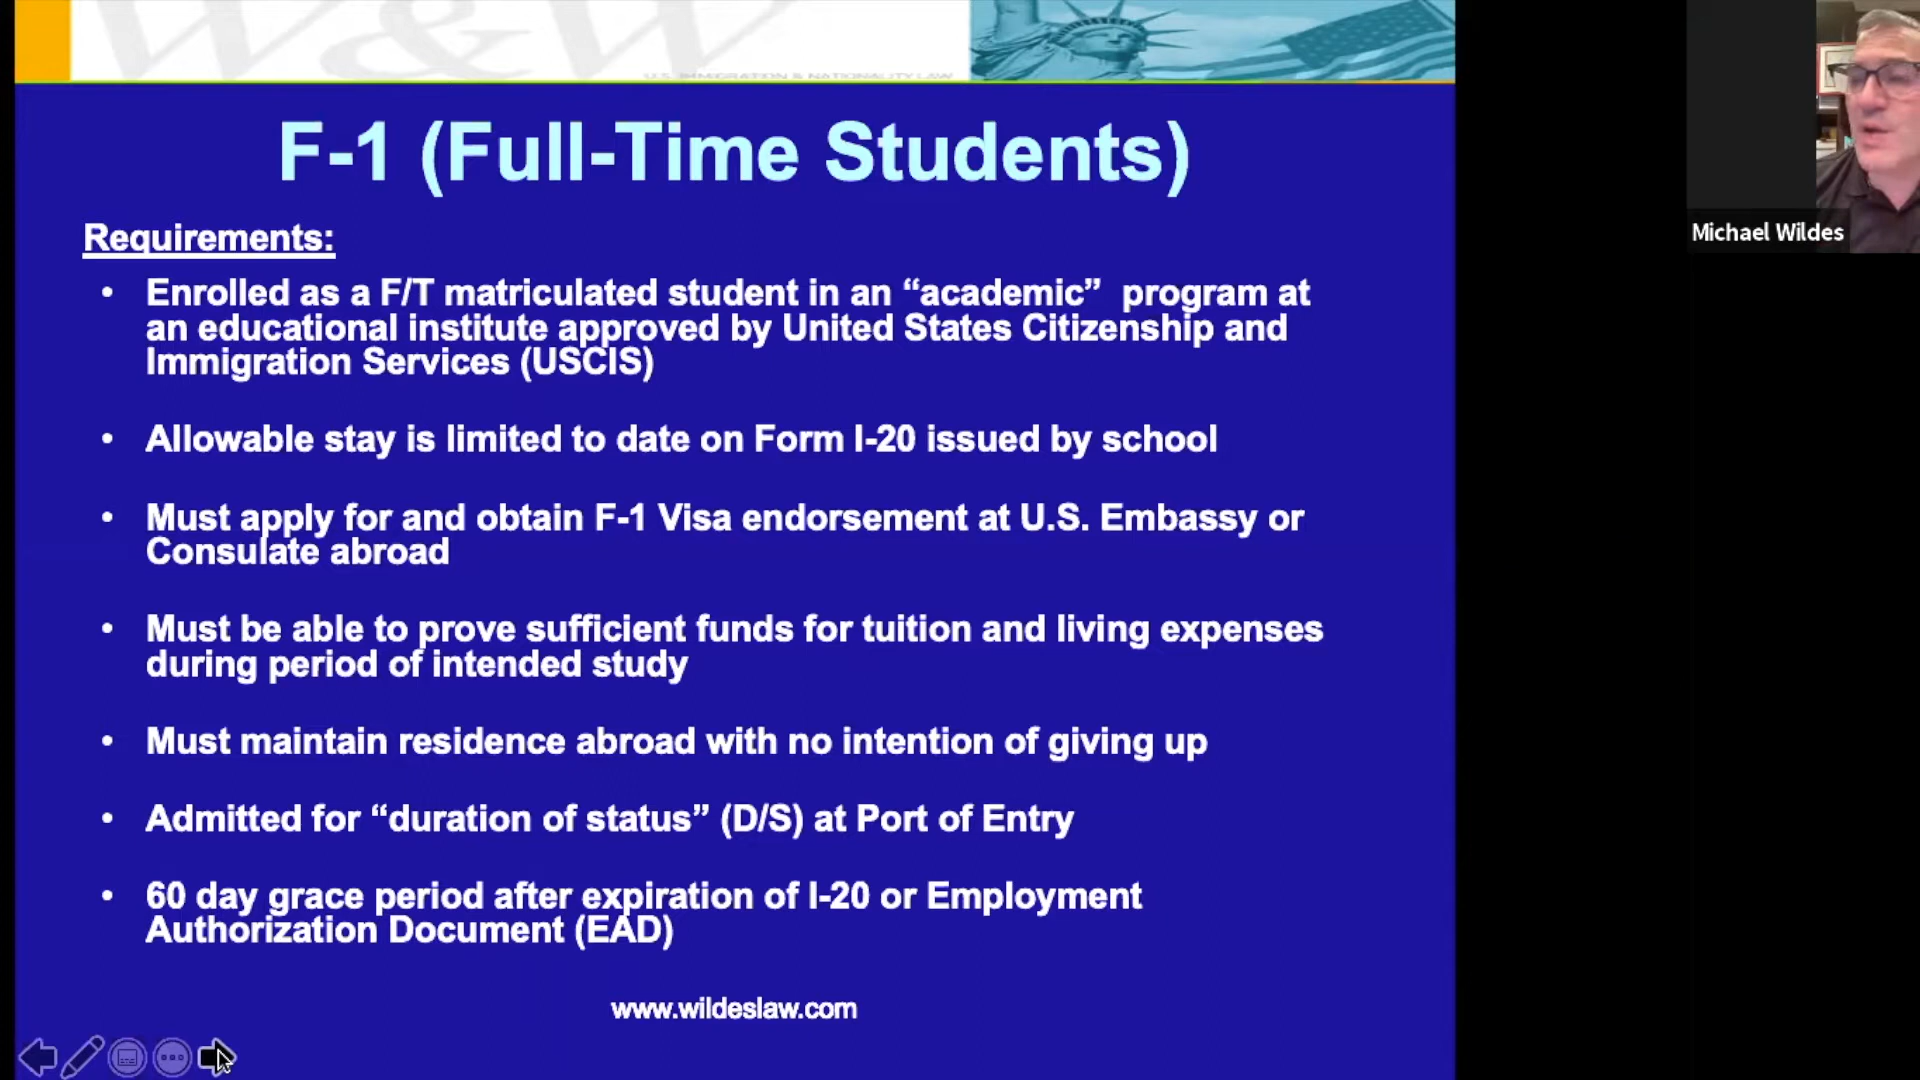 W&W
U.S. IMMIGRATION & NATIONALITY LAW
F-1 (Full-Time Students)
Requirements:
• Enrolled as a F/T matriculated student in an “academic” program at
an educational institute approved by United States Citizenship and
Immigration Services (USCIS)
• Allowable stay is limited to date on Form I-20 issued by school
• Must apply for and obtain F-1 Visa endorsement at U.S. Embassy or
Consulate abroad
• Must be able to prove sufficient funds for tuition and living expenses
during period of intended study
• Must maintain residence abroad with no intention of giving up
• Admitted for “duration of status” (D/S) at Port of Entry
• 60 day grace period after expiration of I-20 or Employment
Authorization Document (EAD)
www.wildeslaw.com
Michael Wildes